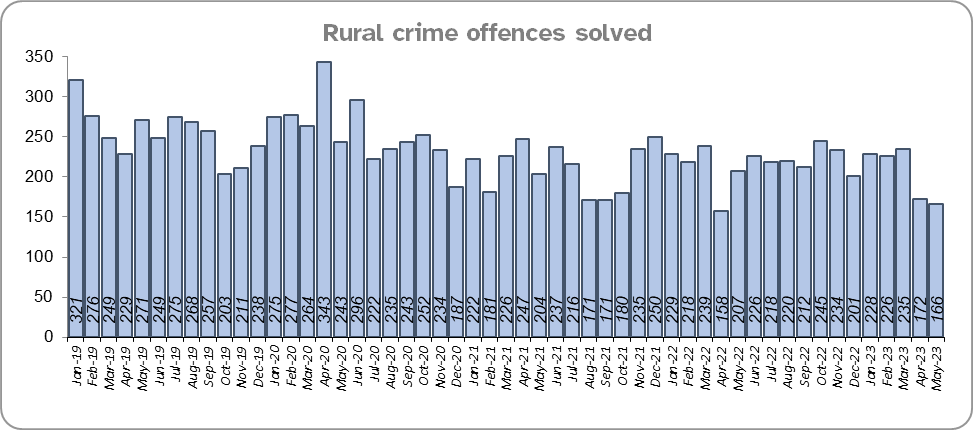 Rural crime offences solved
350
300
250
200
150
100
50
0
321 276 249 229 271 249 275 268 257 203 211 238 275 277 264 343 243 296 222 235 243 252 234 187 222 181 226 247 204 237 216 171 171 180 235 250 229 218 239 158 207 226 218 220 212 245 234 201 228 226 235 172 166
Jan-19 Feb-19 Mar-19 Apr-19 May-19 Jun-19 Jul-19 Aug-19 Sep-19 Oct-19 Nov-19 Dec-19 Jan-20 Feb-20 Mar-20 Apr-20 May-20 Jun-20 Jul-20 Aug-20 Sep-20 Oct-20 Nov-20 Dec-20 Jan-21 Feb-21 Mar-21 Apr-21 May-21 Jun-21 Jul-21 Aug-21 Sep-21 Oct-21 Nov-21 Dec-21 Jan-22 Feb-22 Mar-22 Apr-22 May-22 Jun-22 Jul-22 Aug-22 Sep-22 Oct-22 Nov-22 Dec-22 Jan-23 Feb-23 Mar-23 Apr-23 May-23